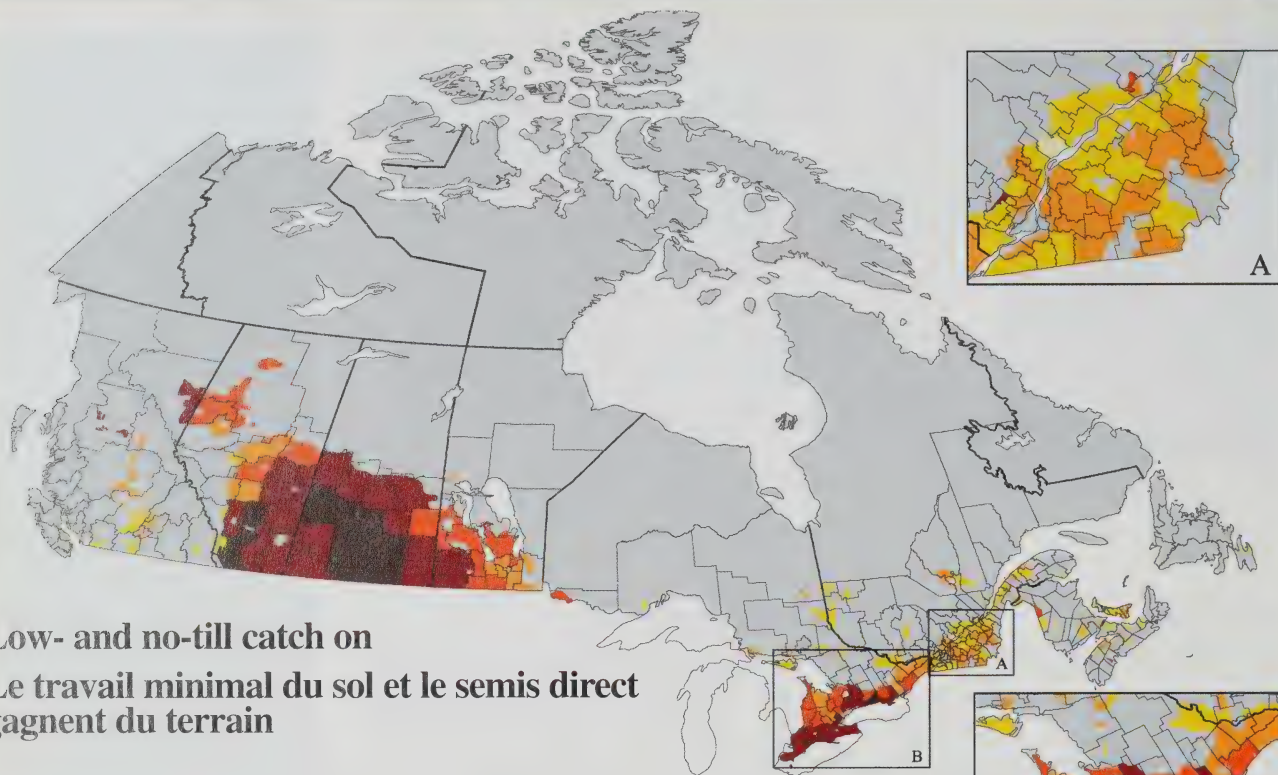 A
Low- and no-till catch on
Le travail minimal du sol et le semis direct
gagnent du terrain
A
B